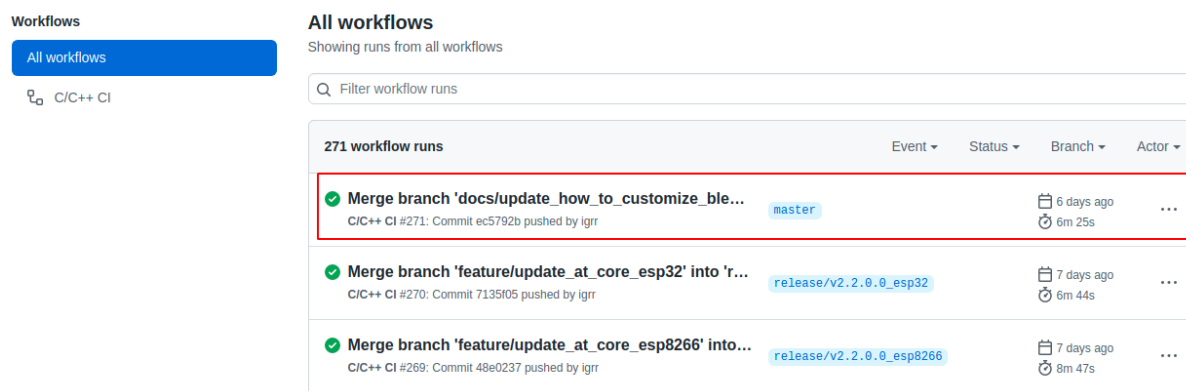 Workflows
All workflows
C/C++ CI
All workflows
Showing runs from all workflows
Filter workflow runs
271 workflow runs
Event
Status
Branch
Actor
Merge branch 'docs/update_how_to_customize_ble…
C/C++ CI #271: Commit ec5792b pushed by igrr
master
6 days ago
6m 25s
Merge branch 'feature/update_at_core_esp32' into 'r…
C/C++ CI #270: Commit 7135f05 pushed by igrr
release/v2.2.0.0_esp32
7 days ago
6m 44s
Merge branch 'feature/update_at_core_esp8266' into…
C/C++ CI #269: Commit 48e0237 pushed by igrr
release/v2.2.0.0_esp8266
7 days ago
8m 47s